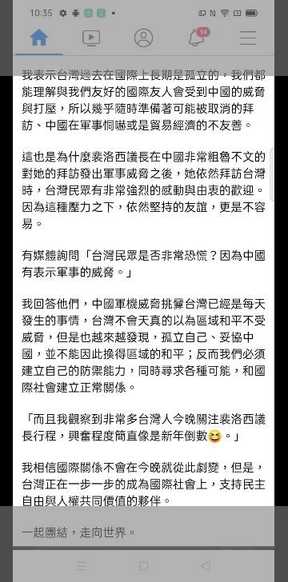 10:35
14
我表示台灣過去在國際上長期是孤立的，我們都
能理解與我們友好的國際友人會受到中國的威脅
與打壓，所以幾乎隨時準備著可能被取消的拜
訪、中國在軍事恫嚇或是貿易經濟的不友善。
這也是為什麼裴洛西議長在中國非常粗魯不文的
對她的拜訪發出軍事威脅之後，她依然拜訪台灣
時，台灣民眾有非常強烈的感動與由衷的歡迎。
因為這種壓力之下，依然堅持的友誼，更是不容
易。
有媒體詢問「台灣民眾是否非常恐慌？因為中國
有表示軍事的威脅。」
我回答他們，中國軍機威脅挑釁台灣已經是每天
發生的事情，台灣不會天真的以為區域和平不受
威脅，但是也越來越發現，孤立自己、妥協中
國，並不能因此換得區域的和平；反而我們必須
建立自己的防禦能力，同時尋求各種可能，和國
際社會建立正常關係。
「而且我觀察到非常多台灣人今晚關注裴洛西議
長行程，興奮程度簡直像是新年倒數😆。」
我相信國際關係不會在今晚就從此劇變，但是，
台灣正在一步一步的成為國際社會上，支持民主
自由與人權共同價值的夥伴。
一起團結，走向世界。